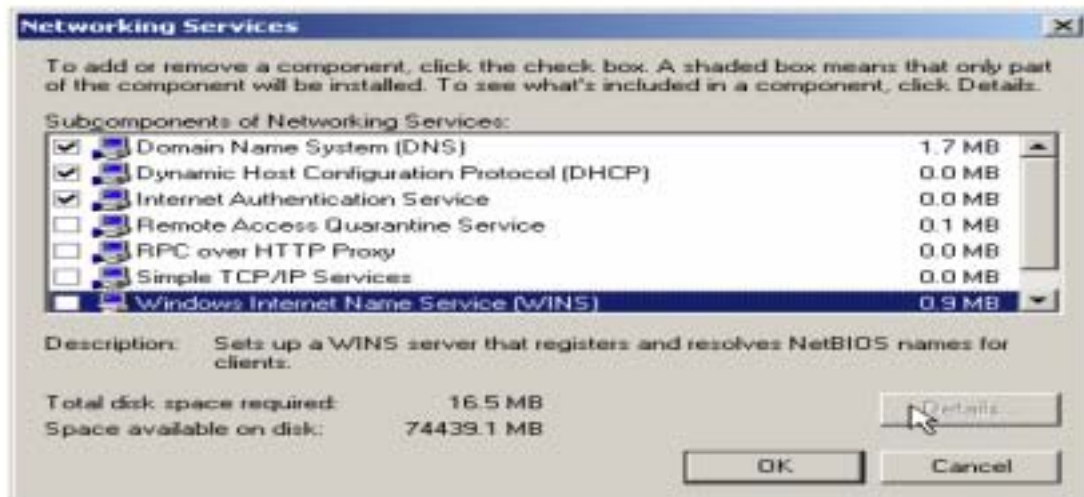 Networking Services
To add or remove a component, click the check box. A shaded box means that only part
of the component will be installed. To see what's included in a component, click Details.
Subcomponents of Networking Services:
Domain Name System (DNS) 1.7 MB
Dynamic Host Configuration Protocol (DHCP) 0.0 MB
Internet Authentication Service 0.0 MB
Remote Access Quarantine Service 0.1 MB
RPC over HTTP Proxy 0.0 MB
Simple TCP/IP Services 0.0 MB
Windows Internet Name Service (WINS) 0.9 MB
Description: Sets up a WINS server that registers and resolves NetBIOS names for
clients.
Total disk space required: 16.5 MB
Space available on disk: 74439.1 MB
Details...
OK Cancel